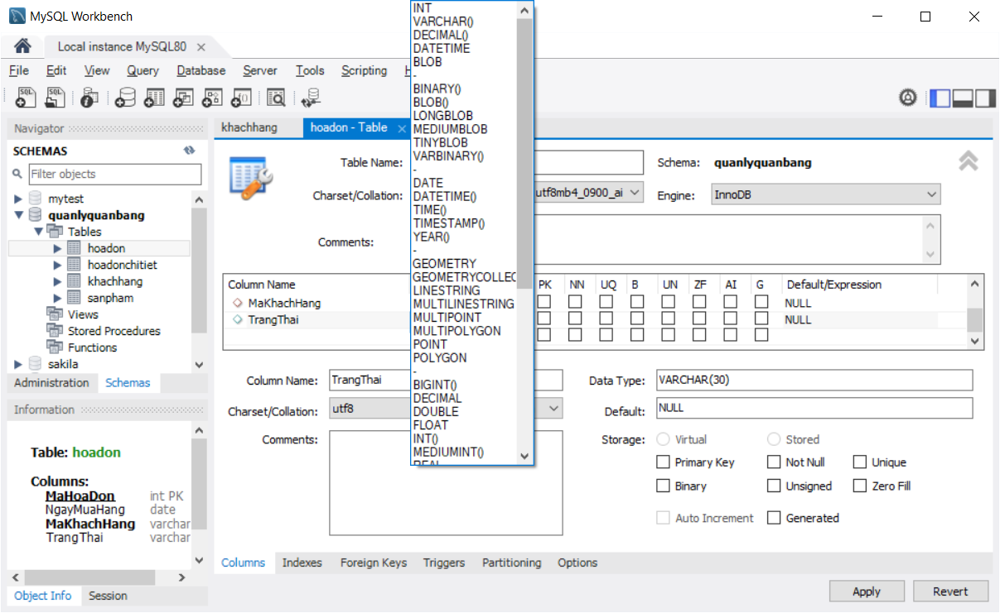 MySQL Workbench
Local instance MySQL80
File Edit View Query Database Server Tools Scripting
Navigator
SCHEMAS
Filter objects
mytest
quanlyquanbang
Tables
hoadon
hoadonchitiet
khachhang
sanpham
Views
Stored Procedures
Functions
sakila
Administration Schemas
Information
Table: hoadon
Columns:
MaHoaDon int PK
NgayMuaHang date
MaKhachHang varchar
TrangThai varchar
Object Info Session
khachhang hoadon - Table
Table Name: Schema: quanlyquanbang
Charset/Collation: utf8mb4_0900_ai Engine: InnoDB
Comments:
Column Name PK NN UQ B UN ZF AI G Default/Expression
MaKhachHang NULL
TrangThai NULL
INT
VARCHAR()
DECIMAL()
DATETIME
BLOB
-
BINARY()
BLOB()
LONGBLOB
MEDIUMBLOB
TINYBLOB
VARBINARY()
-
DATE
DATETIME()
TIME()
TIMESTAMP()
YEAR()
-
GEOMETRY
GEOMETRYCOLLEC
LINESTRING
MULTILINESTRING
MULTIPOINT
MULTIPOLYGON
POINT
POLYGON
-
BIGINT()
DECIMAL
DOUBLE
FLOAT
INT()
MEDIUMINT()
Column Name: TrangThai Data Type: VARCHAR(30)
Charset/Collation: utf8 Default: NULL
Comments: Storage: Virtual Stored
Primary Key Not Null Unique
Binary Unsigned Zero Fill
Auto Increment Generated
Columns Indexes Foreign Keys Triggers Partitioning Options
Apply Revert